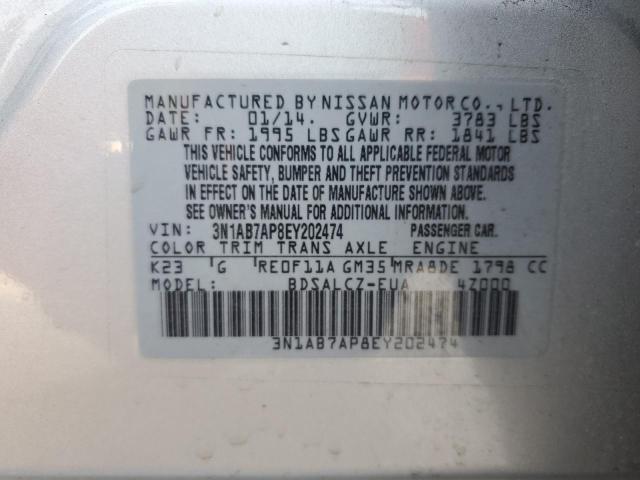 MANUFACTURED BY NISSAN MOTOR CO., LTD.
DATE: 01/14. GVWR: 3783 LBS
GAWR FR: 1995 LBS GAWR RR: 1841 LBS
THIS VEHICLE CONFORMS TO ALL APPLICABLE FEDERAL MOTOR
VEHICLE SAFETY, BUMPER AND THEFT PREVENTION STANDARDS
IN EFFECT ON THE DATE OF MANUFACTURE SHOWN ABOVE.
SEE OWNER'S MANUAL FOR ADDITIONAL INFORMATION.
VIN: 3N1AB7AP8EY202474 PASSENGER CAR.
COLOR TRIM TRANS AXLE ENGINE
K23 G RE0F11A GM35 MRA8DE 1798 CC
MODEL: BDSALCZ-EUA 4Z000
3N1AB7AP8EY202474